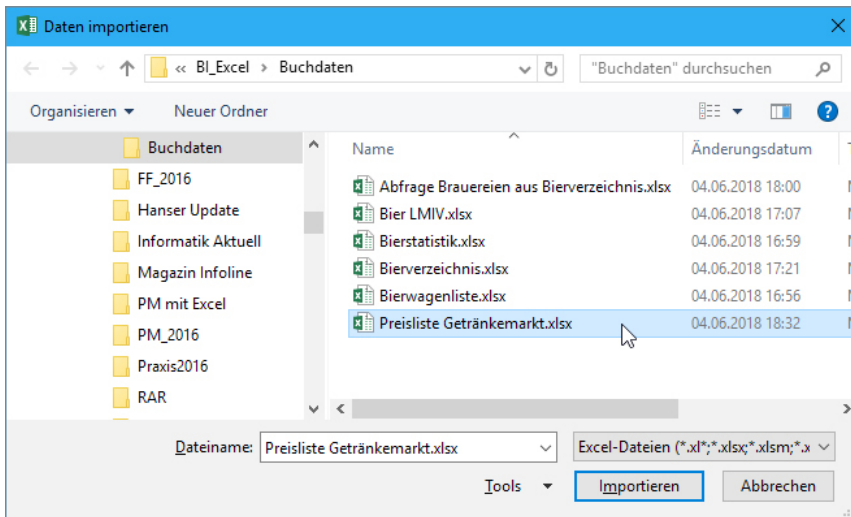 Daten importieren
« BI_Excel > Buchdaten
"Buchdaten" durchsuchen
Organisieren
Neuer Ordner
Buchdaten
FF_2016
Hanser Update
Informatik Aktuell
Magazin Infoline
PM mit Excel
PM_2016
Praxis2016
RAR
Name Änderungsdatum
Abfrage Brauereien aus Bierverzeichnis.xlsx 04.06.2018 18:00
Bier LMIV.xlsx 04.06.2018 17:07
Bierstatistik.xlsx 04.06.2018 16:59
Bierverzeichnis.xlsx 04.06.2018 17:21
Bierwagenliste.xlsx 04.06.2018 16:56
Preisliste Getränkemarkt.xlsx 04.06.2018 18:32
Dateiname: Preisliste Getränkemarkt.xlsx
Excel-Dateien (*.xl*;*.xlsx;*.xlsm;*.x
Tools
Importieren
Abbrechen